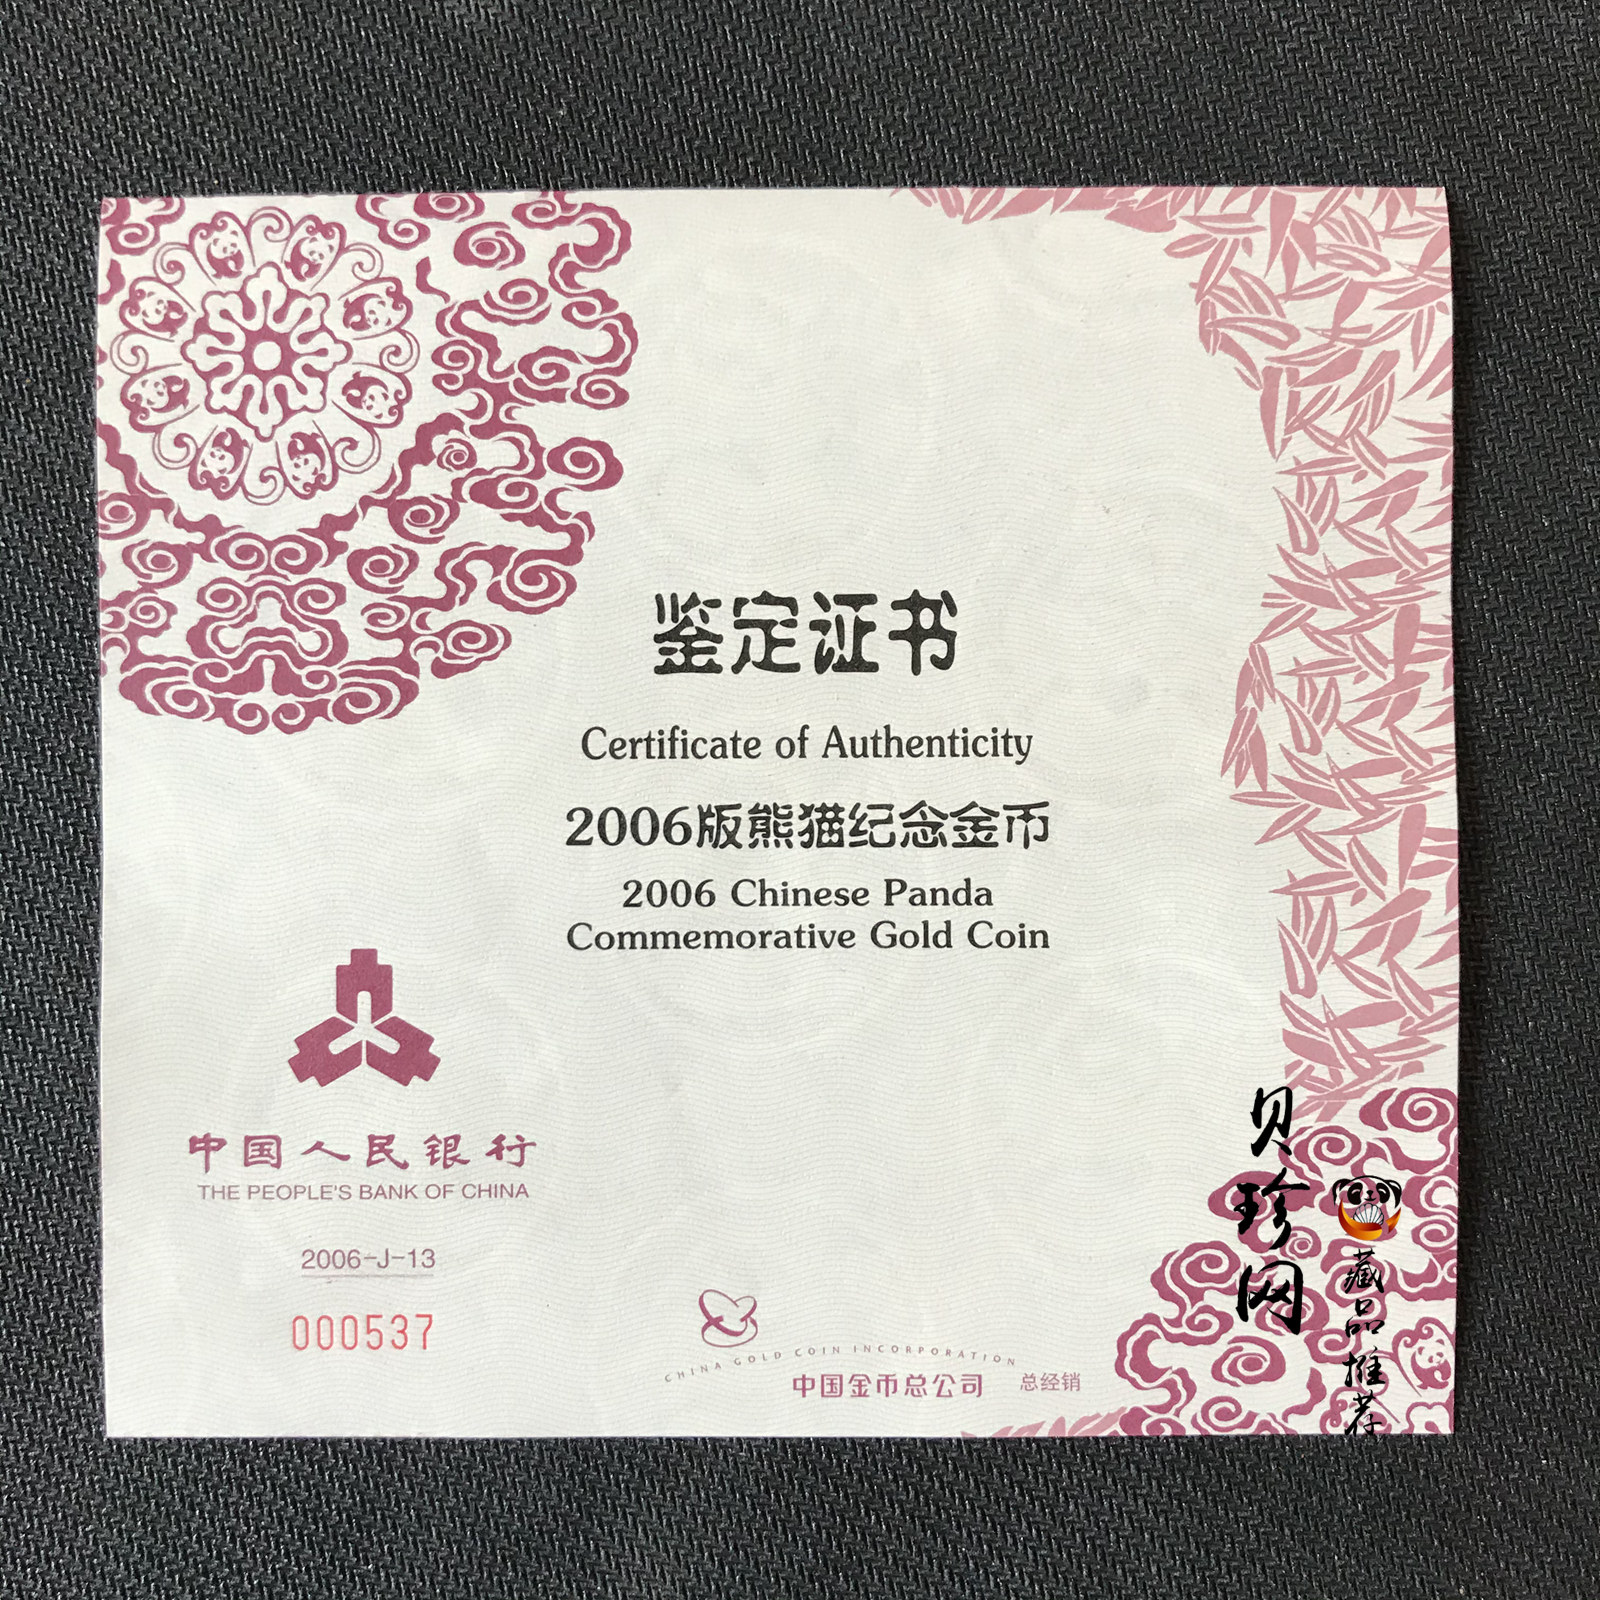 鉴定证书
Certificate of Authenticity
2006版熊猫纪念金币
2006 Chinese Panda
Commemorative Gold Coin
中国人民银行
THE PEOPLE'S BANK OF CHINA
2006-J-13
000537
CHINA GOLD COIN INCORPORATION
中国金币总公司 总经销
贝珍网
藏品推荐